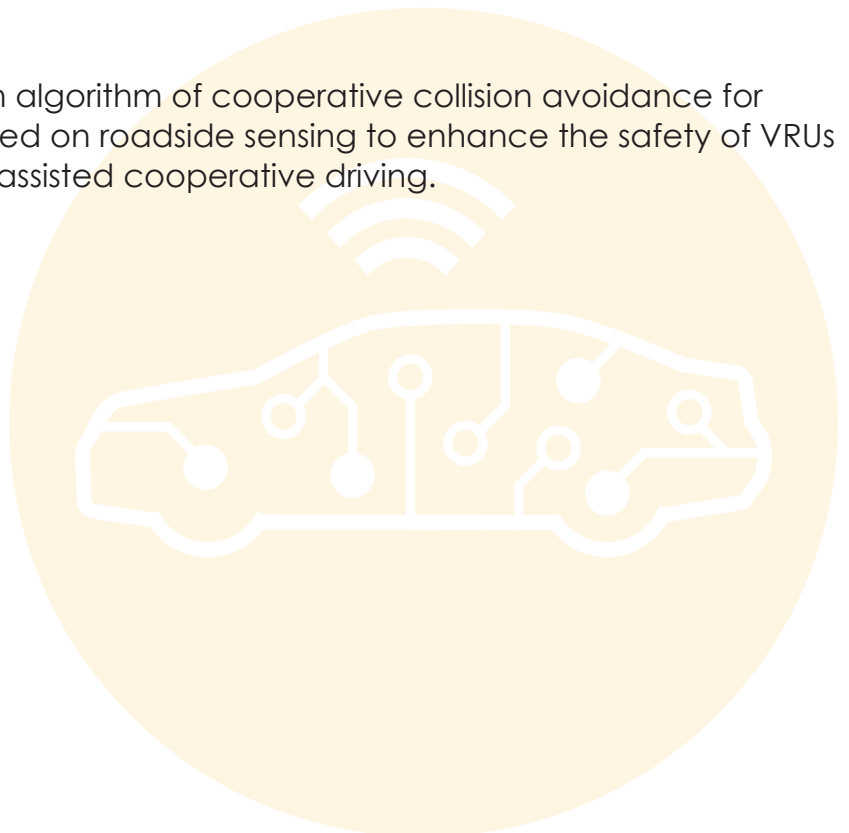 algorithm of cooperative collision avoidance for
ed on roadside sensing to enhance the safety of VRUs
assisted cooperative driving.